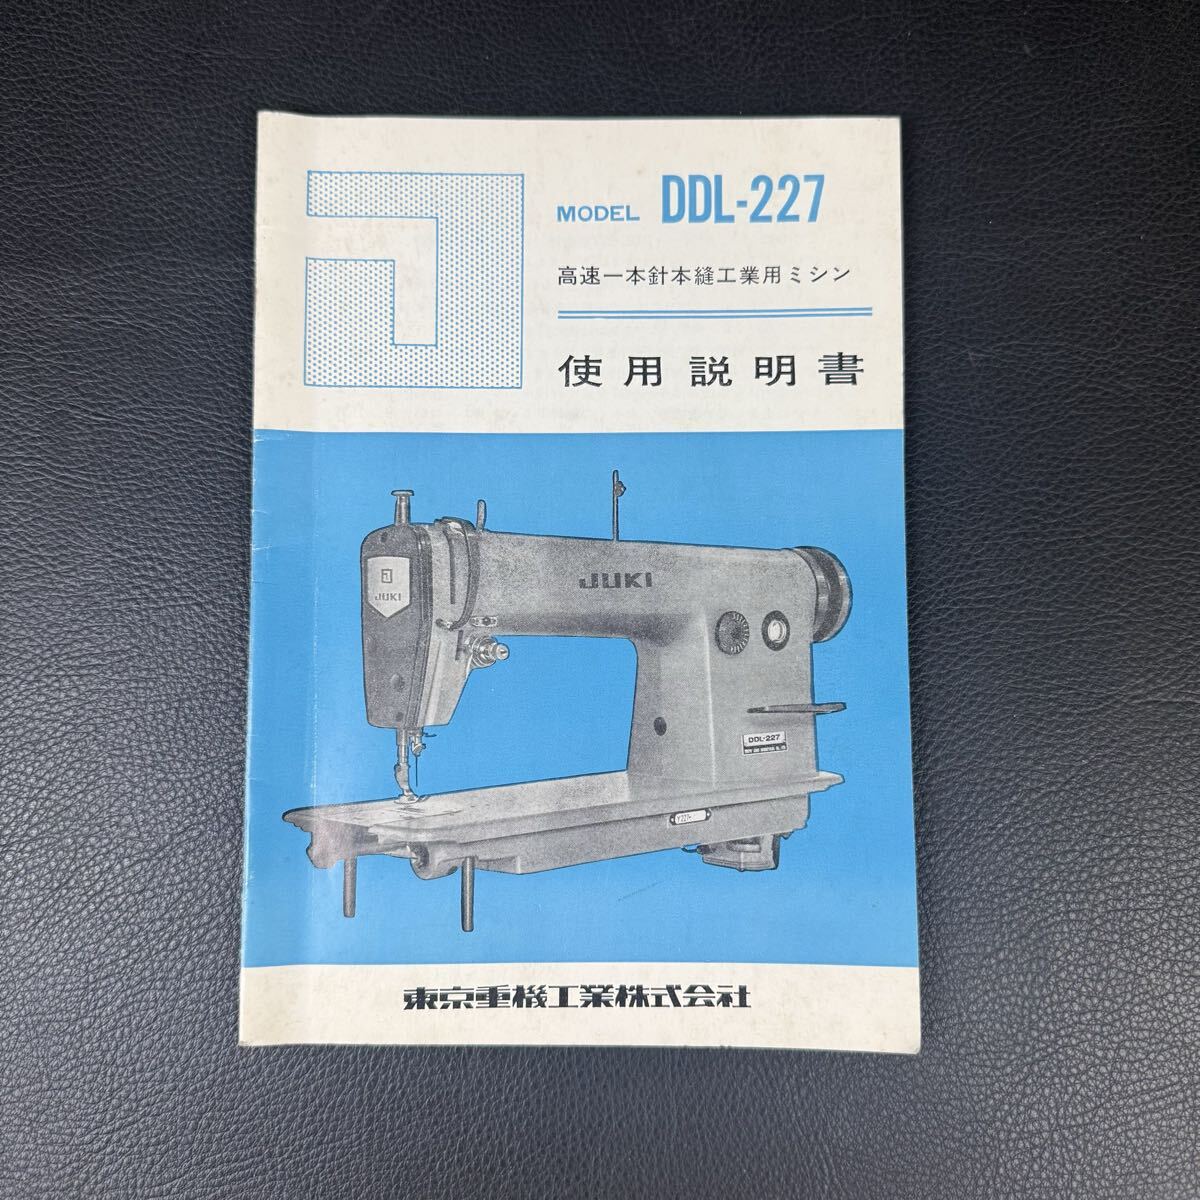 MODEL DDL-227
高速一本針本縫工業用ミシン
使用説明書
JUKI
JUKI
DDL-227
東京重機工業株式会社